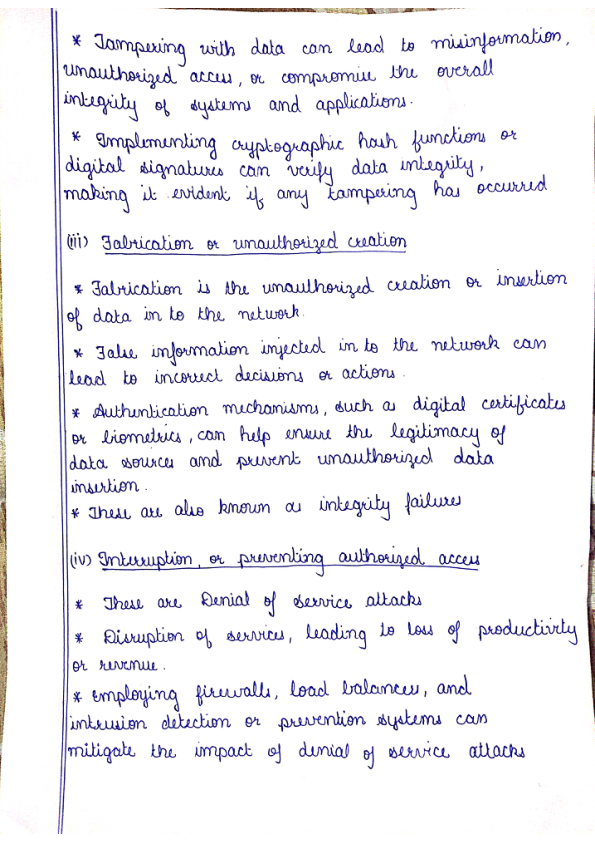 * Tampering with data can lead to misinformation,
unauthorized access, or compromise the overall
integrity of systems and applications.
* Implementing cryptographic hash functions or
digital signatures can verify data integrity,
making it evident if any tampering has occurred
(iii) Fabrication or unauthorized creation
* Fabrication is the unauthorized creation or insertion
of data in to the network.
* False information injected in to the network can
lead to incorrect decisions or actions.
* Authentication mechanisms, such as digital certificates
or biometrics, can help ensure the legitimacy of
data sources and prevent unauthorized data
insertion.
* These are also known as integrity failures
(iv) Interruption, or preventing authorized access
* These are Denial of service attacks
* Disruption of services, leading to loss of productivity
or revenue.
* employing firewalls, load balancers, and
intrusion detection or prevention systems can
mitigate the impact of denial of service attacks